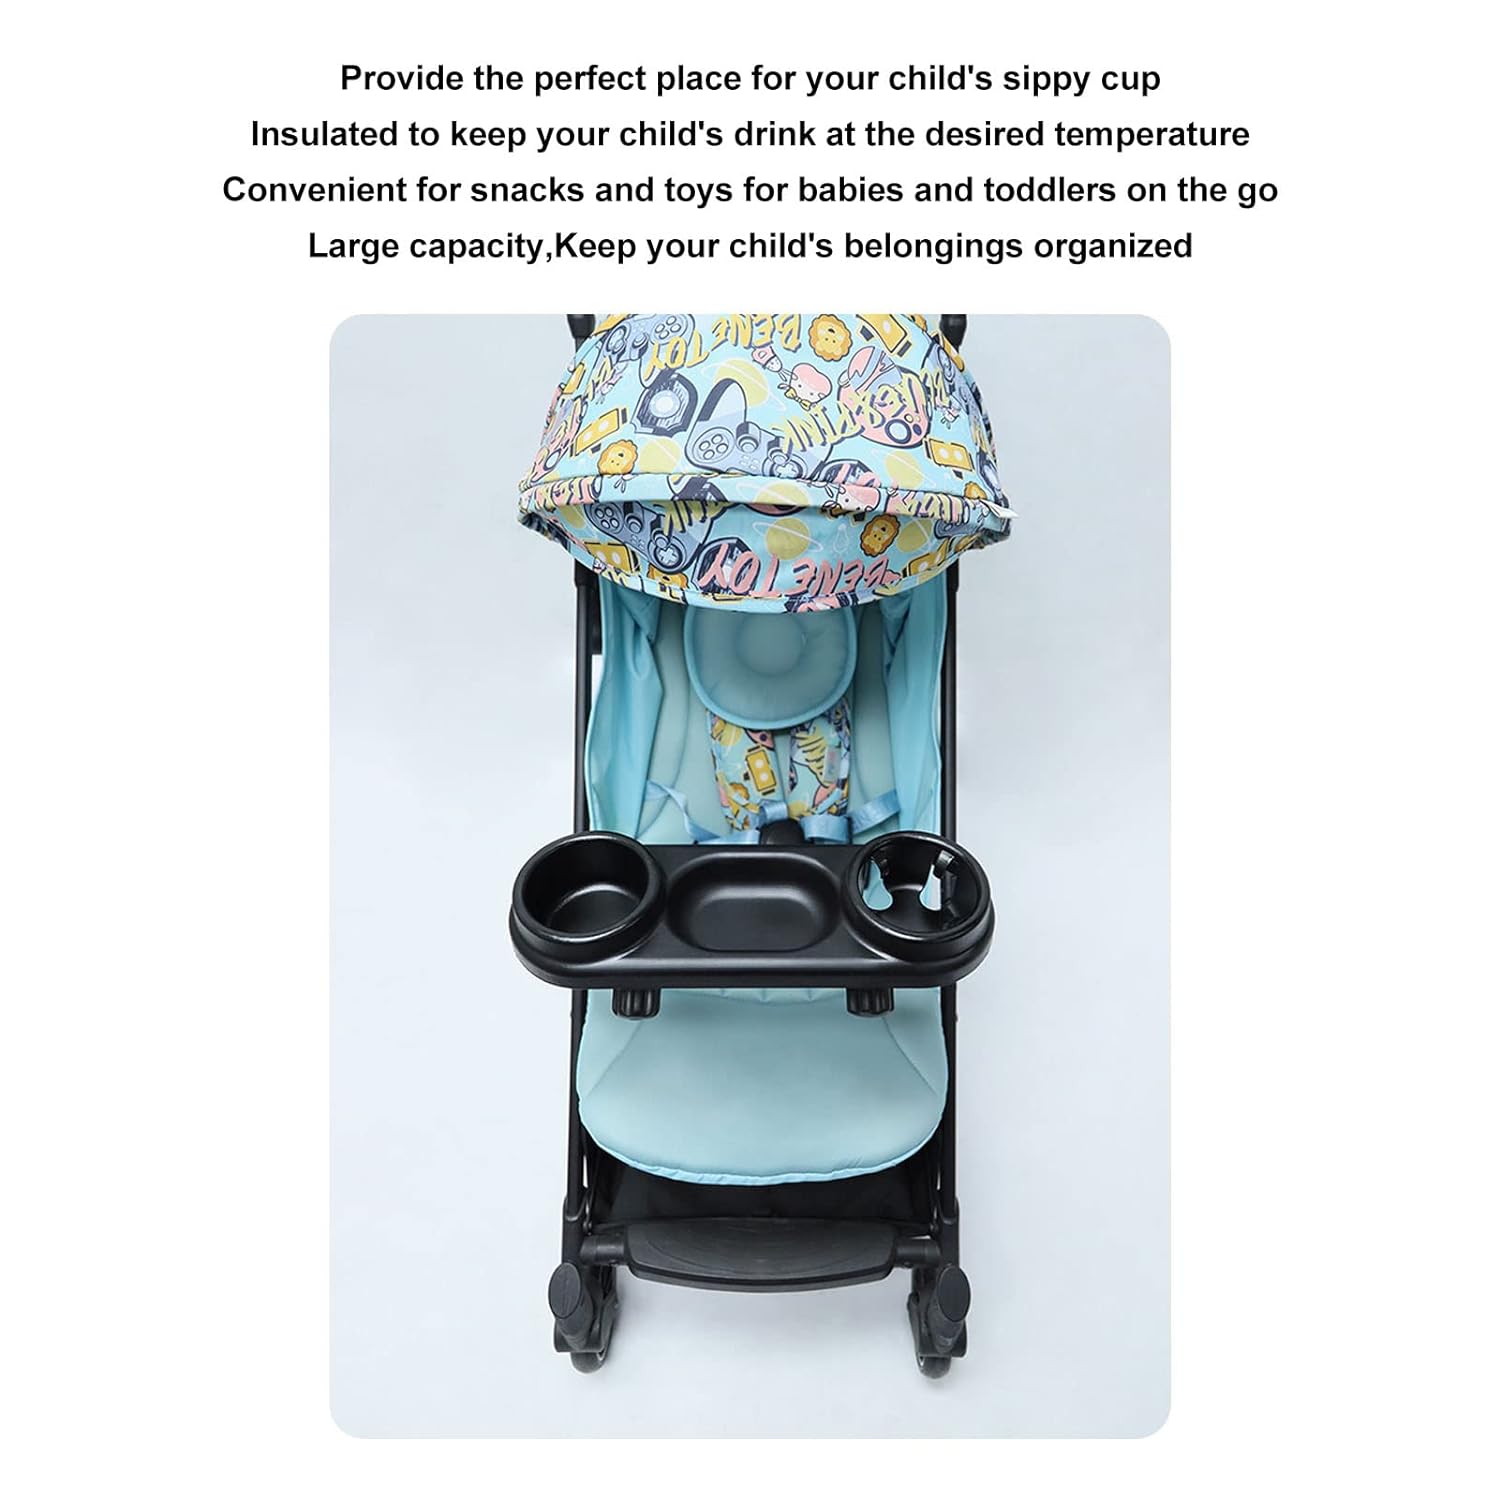 Provide the perfect place for your child's sippy cup
Insulated to keep your child's drink at the desired temperature
Convenient for snacks and toys for babies and toddlers on the go
Large capacity,Keep your child's belongings organized
BENE TOY
RE&PINK
BENE TOY